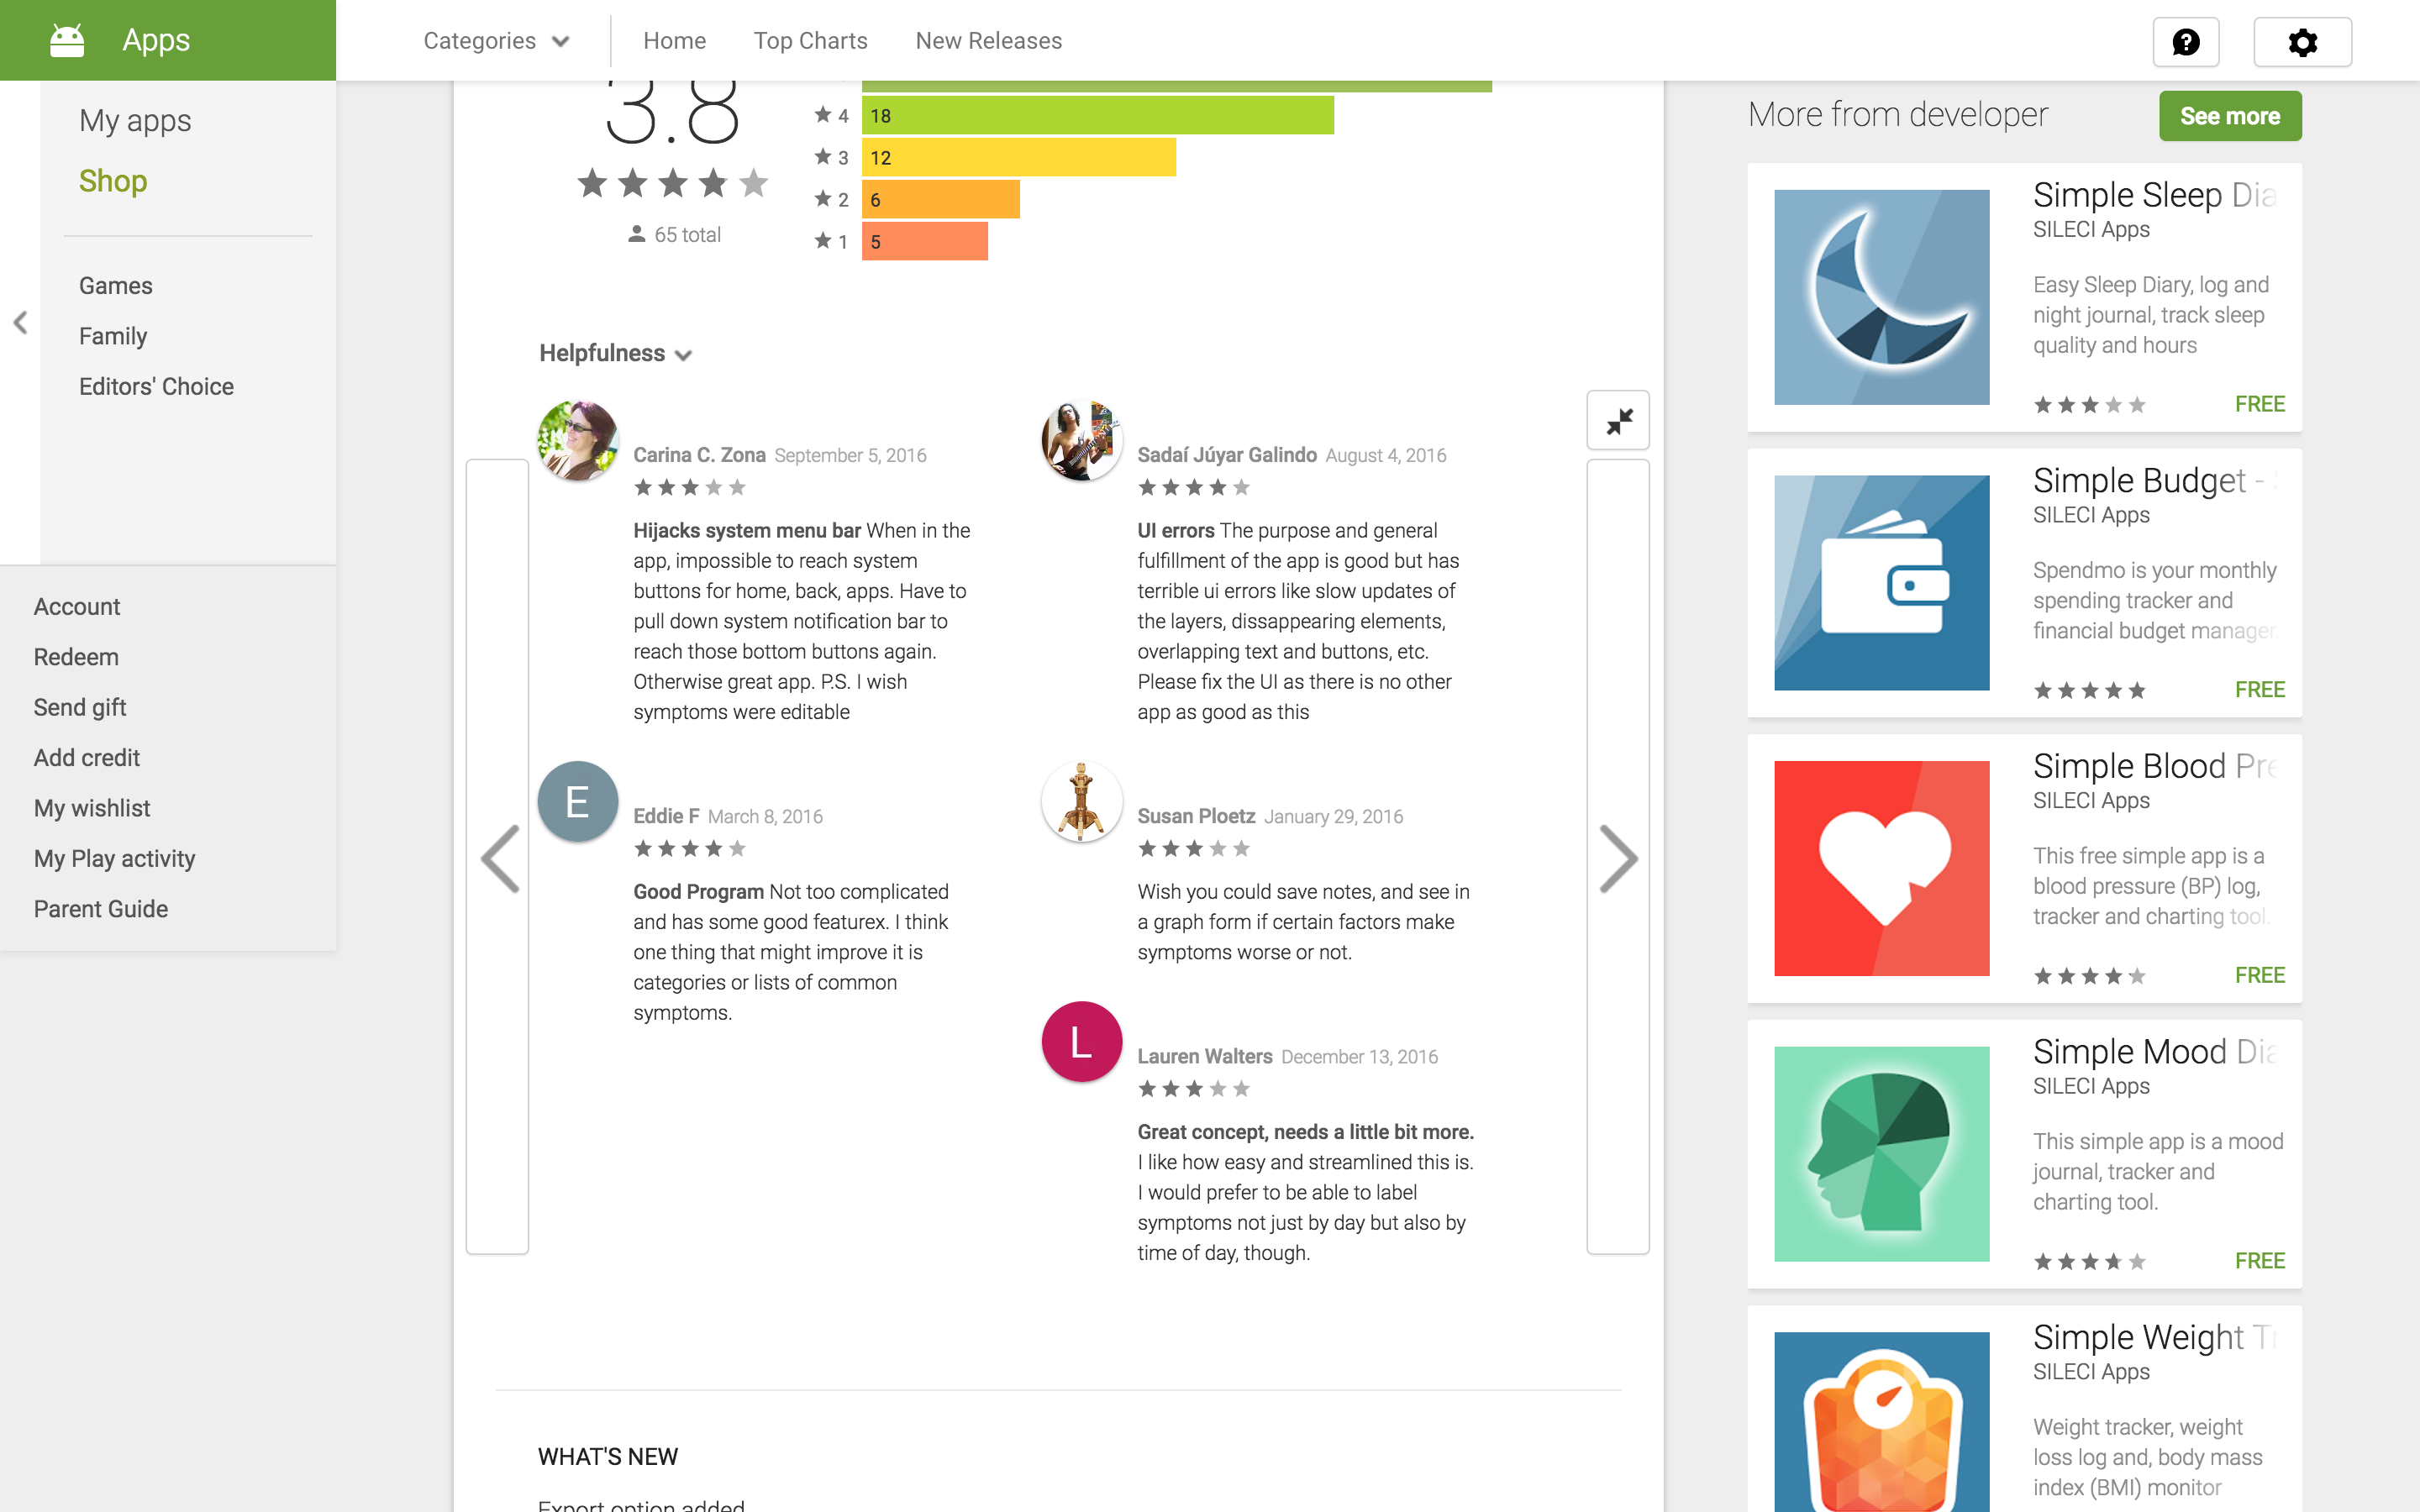 Apps
Categories
Home
Top Charts
New Releases
My apps
Shop
Games
Family
Editors' Choice
Account
Redeem
Send gift
Add credit
My wishlist
My Play activity
Parent Guide
3.8
65 total
4 18
3 12
2 6
1 5
Helpfulness
Carina C. Zona September 5, 2016
Hijacks system menu bar When in the
app, impossible to reach system
buttons for home, back, apps. Have to
pull down system notification bar to
reach those bottom buttons again.
Otherwise great app. P.S. I wish
symptoms were editable
Eddie F March 8, 2016
E
Good Program Not too complicated
and has some good featurex. I think
one thing that might improve it is
categories or lists of common
symptoms.
Sadaí Júyar Galindo August 4, 2016
UI errors The purpose and general
fulfillment of the app is good but has
terrible ui errors like slow updates of
the layers, dissappearing elements,
overlapping text and buttons, etc.
Please fix the UI as there is no other
app as good as this
Susan Ploetz January 29, 2016
Wish you could save notes, and see in
a graph form if certain factors make
symptoms worse or not.
L
Lauren Walters December 13, 2016
Great concept, needs a little bit more.
I like how easy and streamlined this is.
I would prefer to be able to label
symptoms not just by day but also by
time of day, though.
WHAT'S NEW
Export option added
More from developer
See more
Simple Sleep Dia
SILECI Apps
Easy Sleep Diary, log and
night journal, track sleep
quality and hours
FREE
Simple Budget -
SILECI Apps
Spendmo is your monthly
spending tracker and
financial budget manager,
FREE
Simple Blood Pre
SILECI Apps
This free simple app is a
blood pressure (BP) log,
tracker and charting tool.
FREE
Simple Mood Dia
SILECI Apps
This simple app is a mood
journal, tracker and
charting tool.
FREE
Simple Weight Tr
SILECI Apps
Weight tracker, weight
loss log and, body mass
index (BMI) monitor